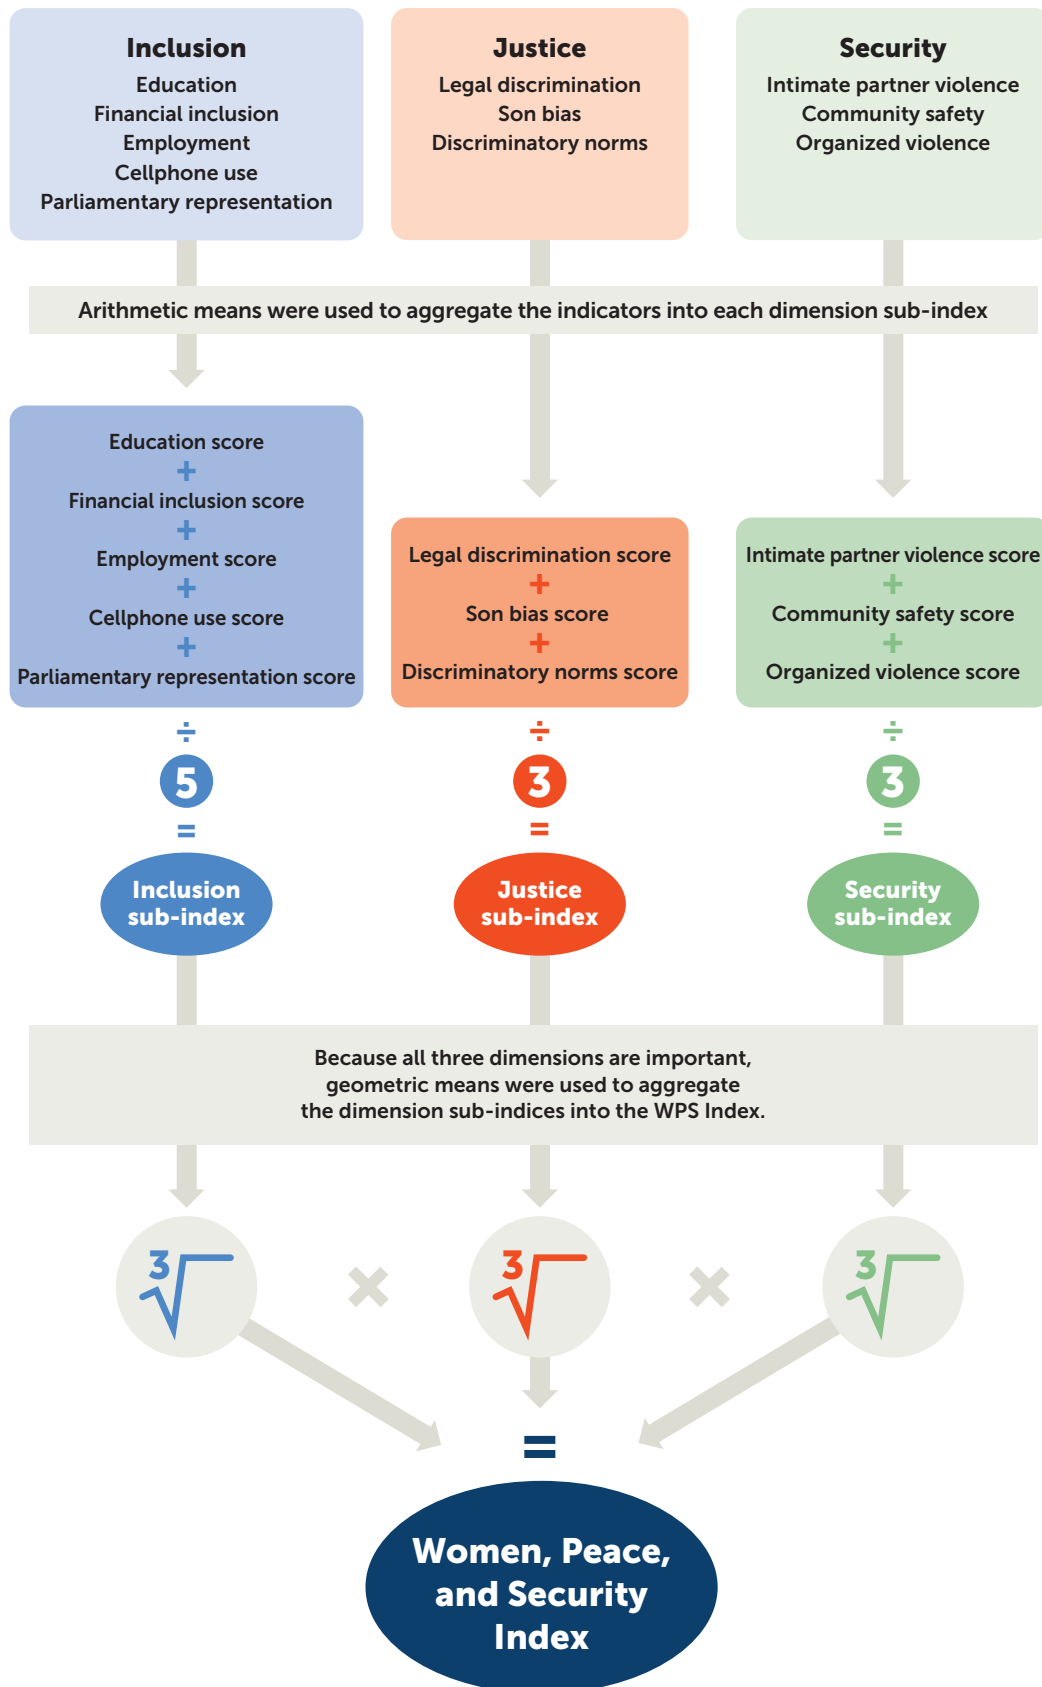 Inclusion
Education
Financial inclusion
Employment
Cellphone use
Parliamentary representation
Justice
Legal discrimination
Son bias
Discriminatory norms
Security
Intimate partner violence
Community safety
Organized violence
Arithmetic means were used to aggregate the indicators into each dimension sub-index
Education score
+
Financial inclusion score
+
Employment score
+
Cellphone use score
+
Parliamentary representation score
÷
5
=
Inclusion
sub-index
Legal discrimination score
+
Son bias score
+
Discriminatory norms score
÷
3
=
Justice
sub-index
Intimate partner violence score
+
Community safety score
+
Organized violence score
÷
3
=
Security
sub-index
Because all three dimensions are important,
geometric means were used to aggregate
the dimension sub-indices into the WPS Index.
3√ × 3√ × 3√
=
Women, Peace,
and Security
Index